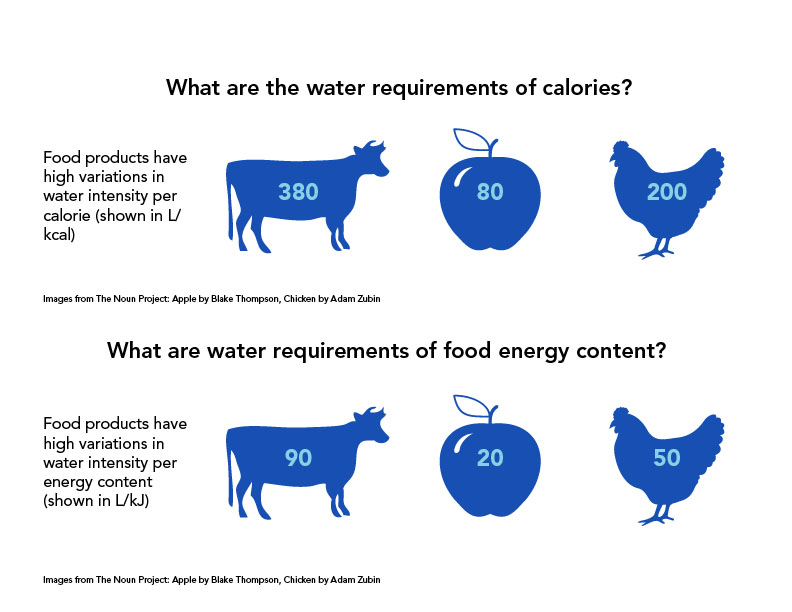 What are the water requirements of calories?
Food products have
high variations in
water intensity per
calorie (shown in L/
kcal)
380
80
200
Images from The Noun Project: Apple by Blake Thompson, Chicken by Adam Zubin
What are water requirements of food energy content?
Food products have
high variations in
water intensity per
energy content
(shown in L/kJ)
90
20
50
Images from The Noun Project: Apple by Blake Thompson, Chicken by Adam Zubin